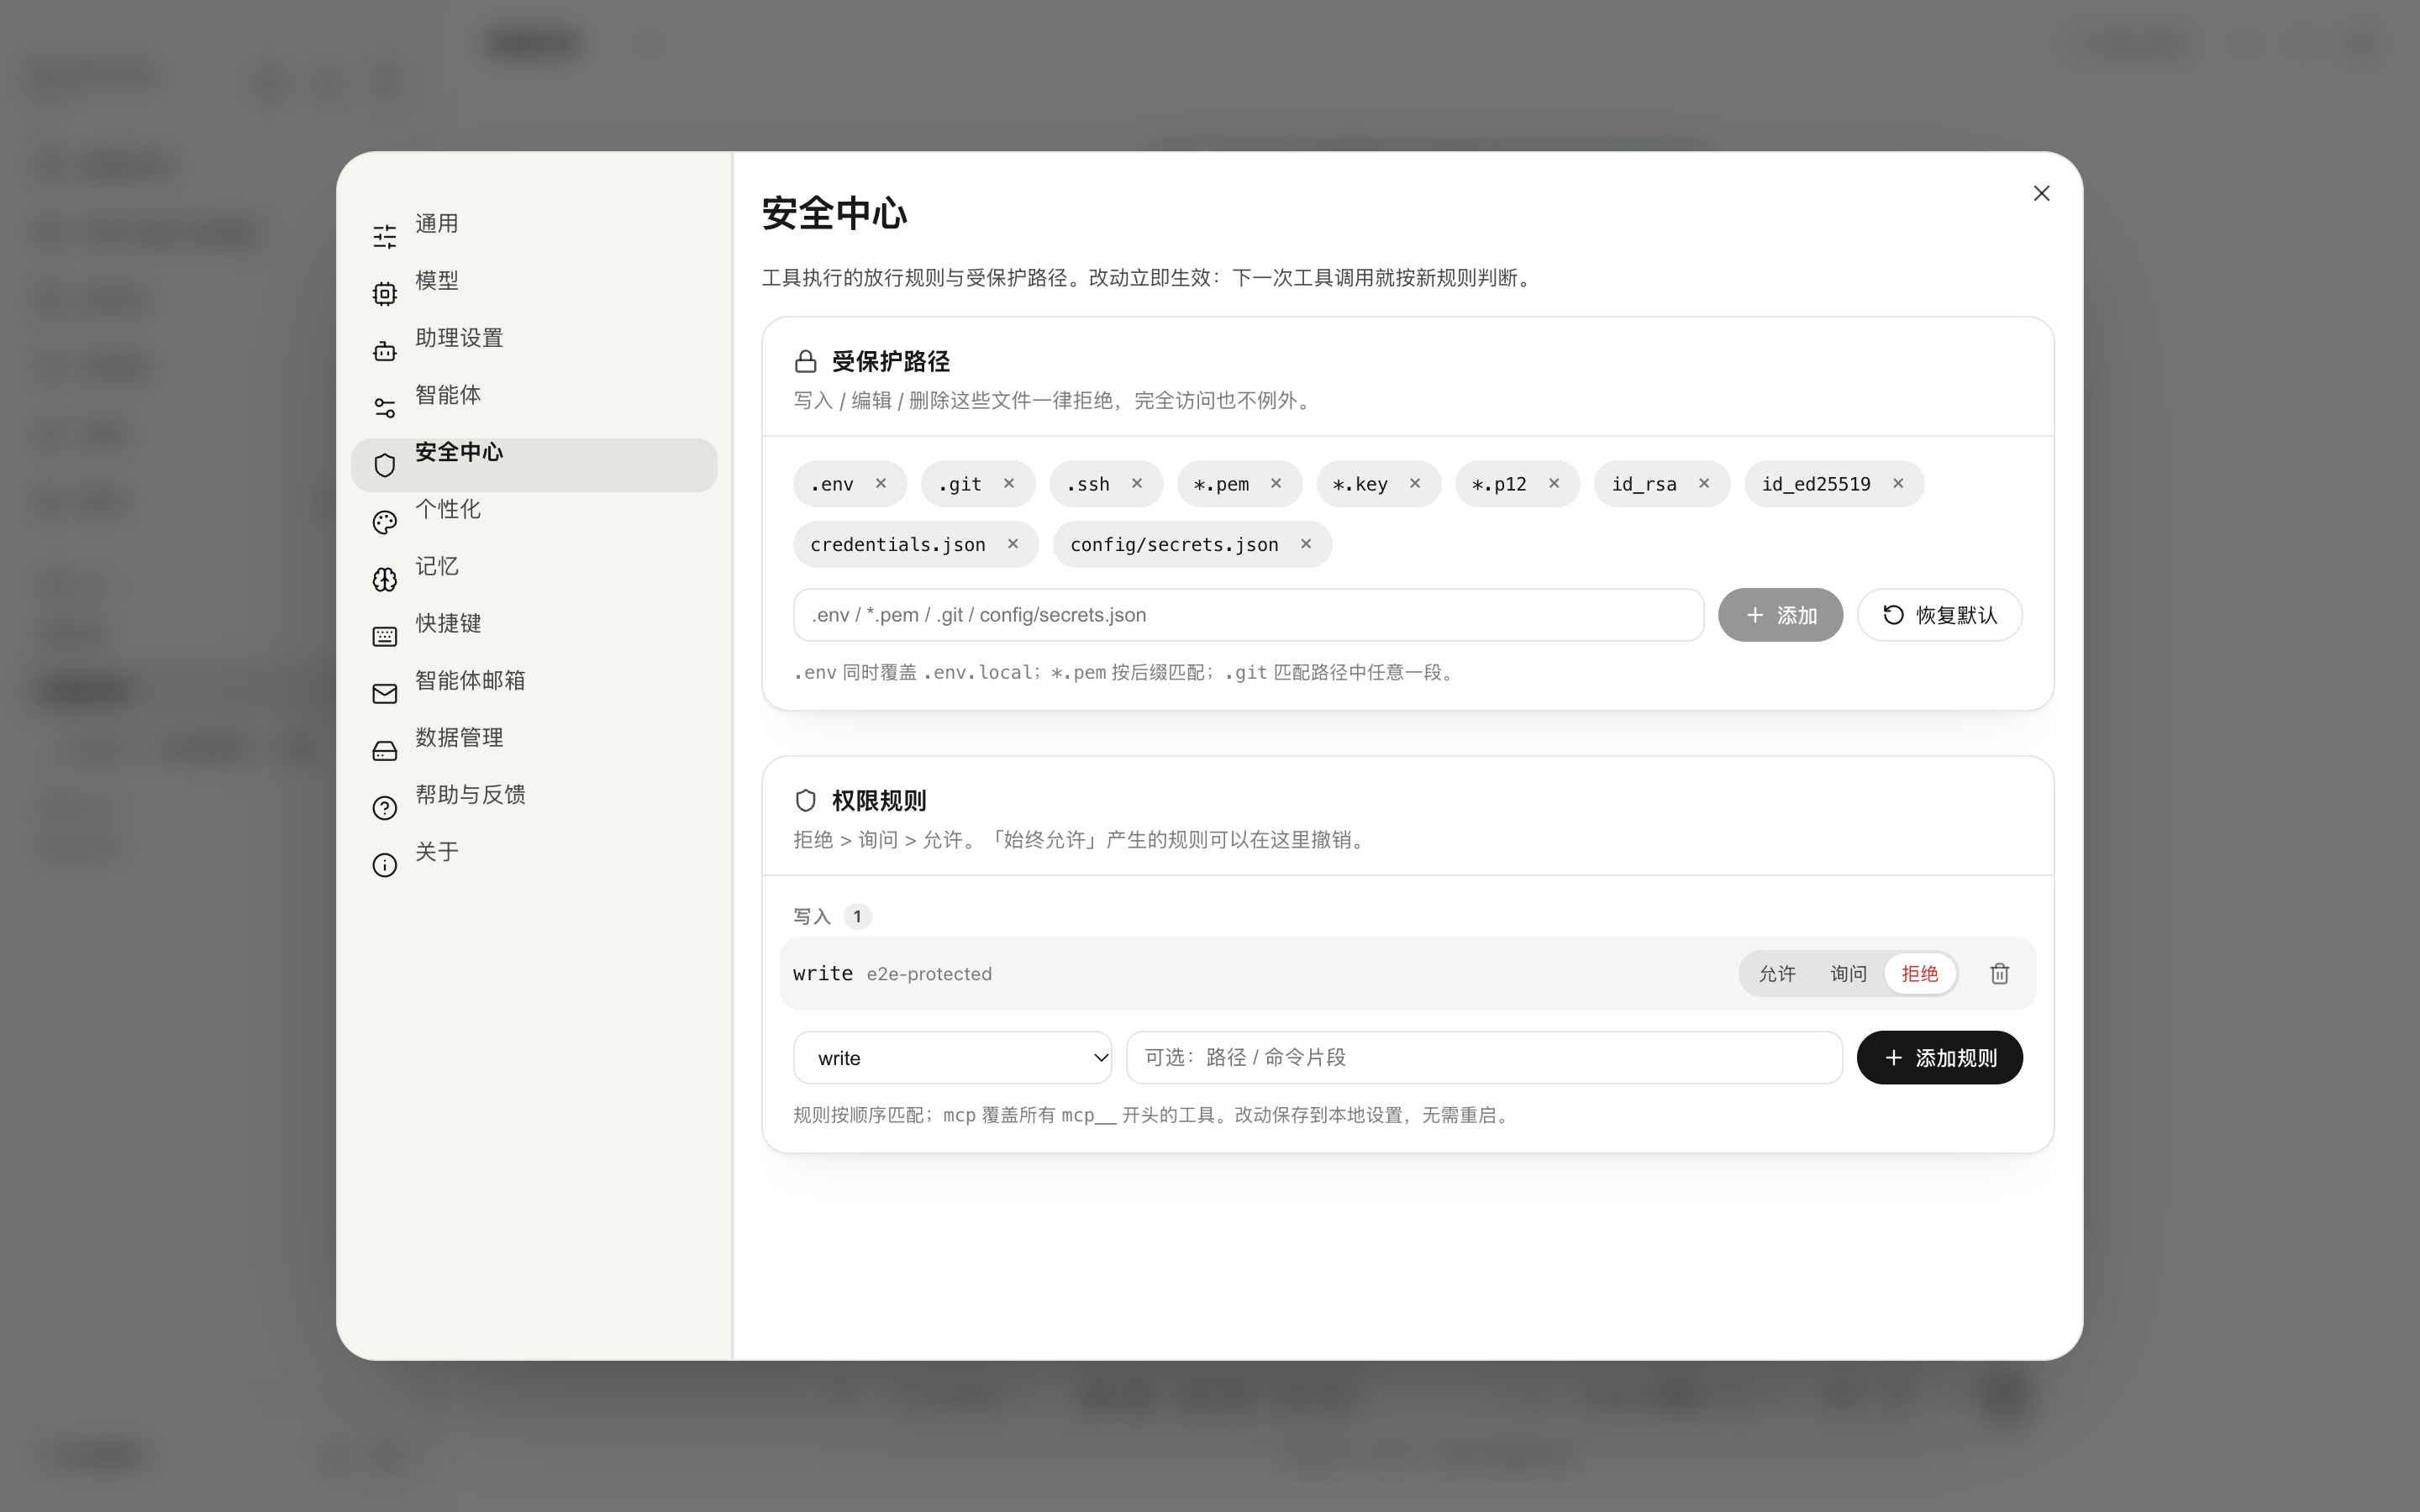 通用
模型
助理设置
智能体
安全中心
个性化
记忆
快捷键
智能体邮箱
数据管理
帮助与反馈
关于
安全中心
工具执行的放行规则与受保护路径。改动立即生效：下一次工具调用就按新规则判断。
受保护路径
写入 / 编辑 / 删除这些文件一律拒绝，完全访问也不例外。
.env × .git × .ssh × *.pem × *.key × *.p12 × id_rsa × id_ed25519 ×
credentials.json × config/secrets.json ×
.env / *.pem / .git / config/secrets.json + 添加 恢复默认
.env 同时覆盖 .env.local；*.pem 按后缀匹配；.git 匹配路径中任意一段。
权限规则
拒绝 > 询问 > 允许。「始终允许」产生的规则可以在这里撤销。
写入 1
write e2e-protected 允许 询问 拒绝
write 可选：路径 / 命令片段 + 添加规则
规则按顺序匹配；mcp 覆盖所有 mcp__ 开头的工具。改动保存到本地设置，无需重启。